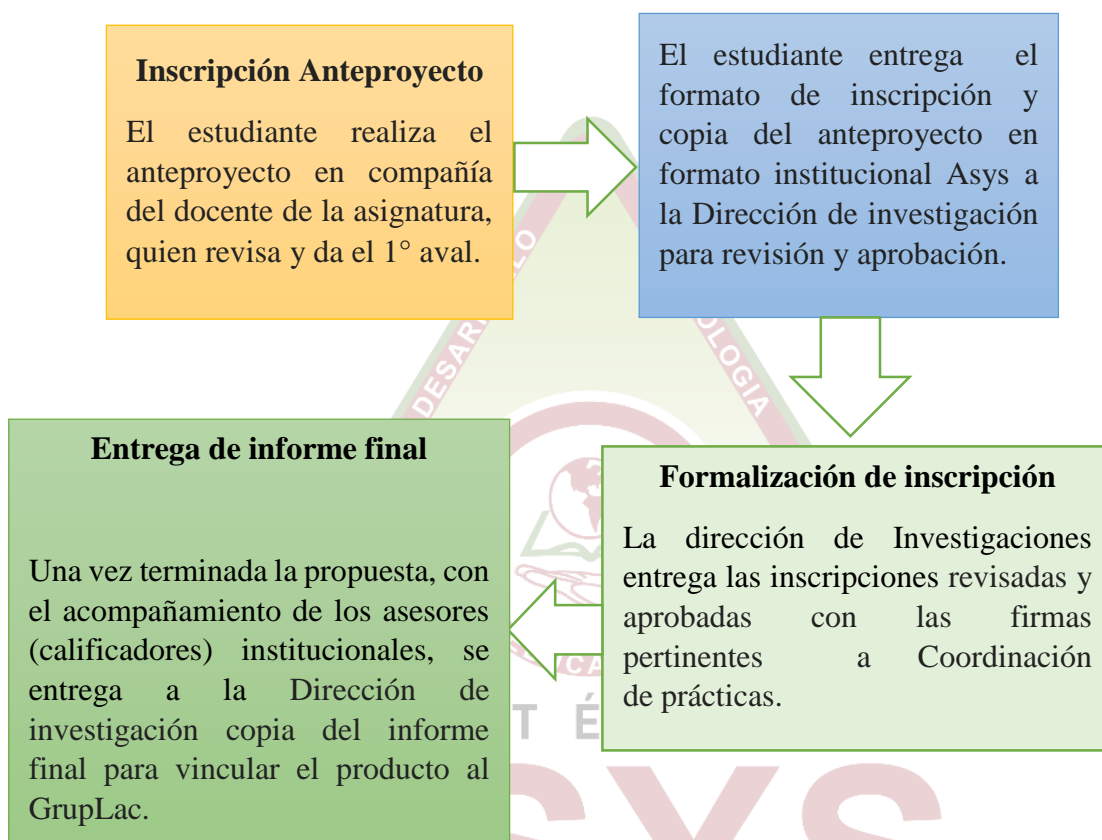 Inscripción Anteproyecto
El estudiante realiza el
anteproyecto en compañía
del docente de la asignatura,
quien revisa y da el 1° aval.
El estudiante entrega el
formato de inscripción y
copia del anteproyecto en
formato institucional Asys a
la Dirección de investigación
para revisión y aprobación.
Formalización de inscripción
La dirección de Investigaciones
entrega las inscripciones revisadas y
aprobadas con las firmas
pertinentes a Coordinación
de prácticas.
Entrega de informe final
Una vez terminada la propuesta, con
el acompañamiento de los asesores
(calificadores) institucionales, se
entrega a la Dirección de
investigación copia del informe
final para vincular el producto al
GrupLac.